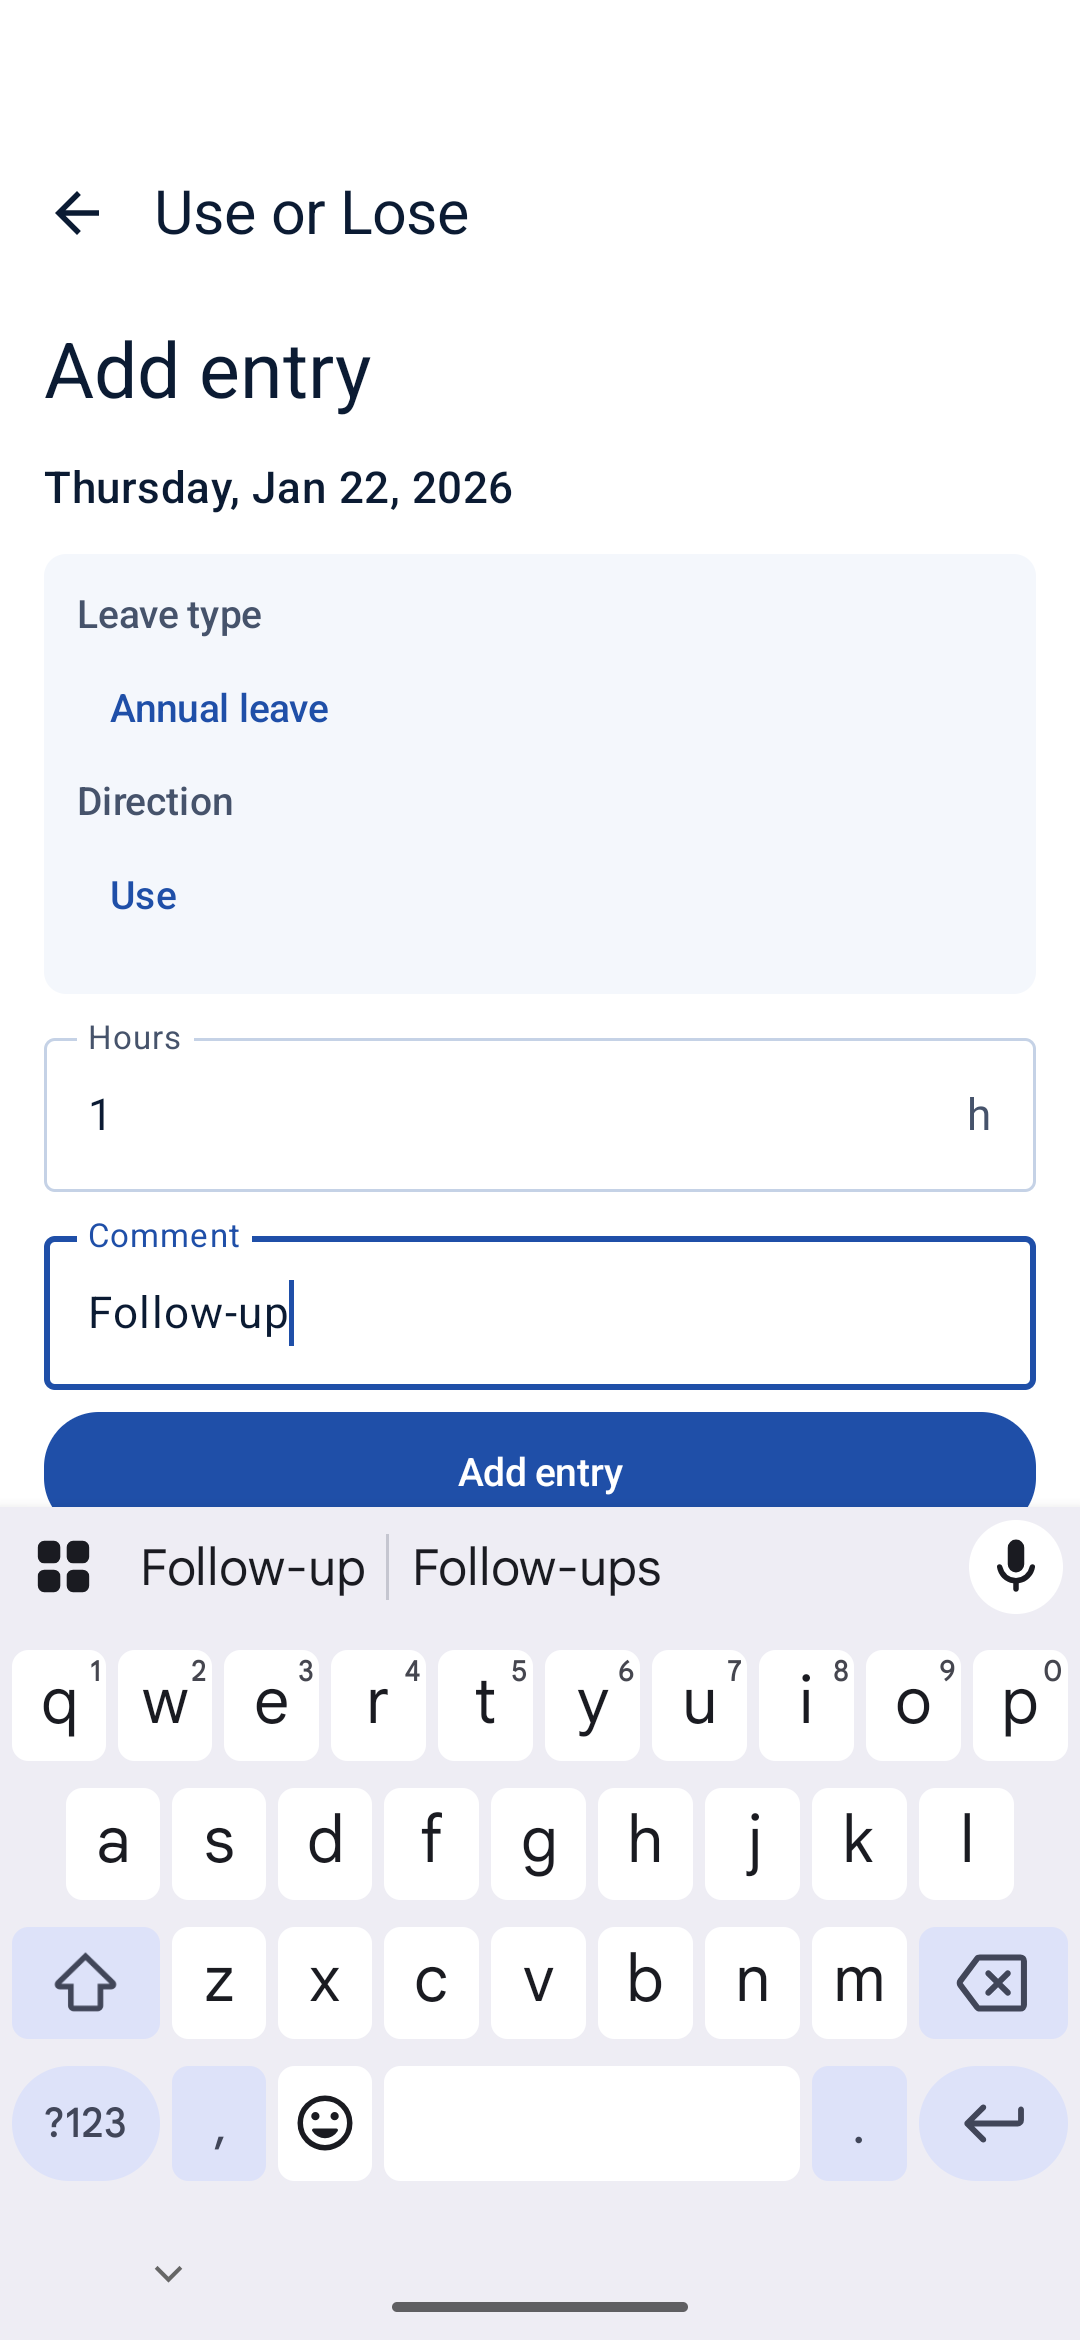 Use or Lose
Add entry
Thursday, Jan 22, 2026
Leave type
Annual leave
Direction
Use
Hours
1 h
Comment
Follow-up
Add entry
Follow-up Follow-ups
q 1 w 2 e 3 r 4 t 5 y 6 u 7 i 8 o 9 p 0
a s d f g h j k l
z x c v b n m
?123 , .